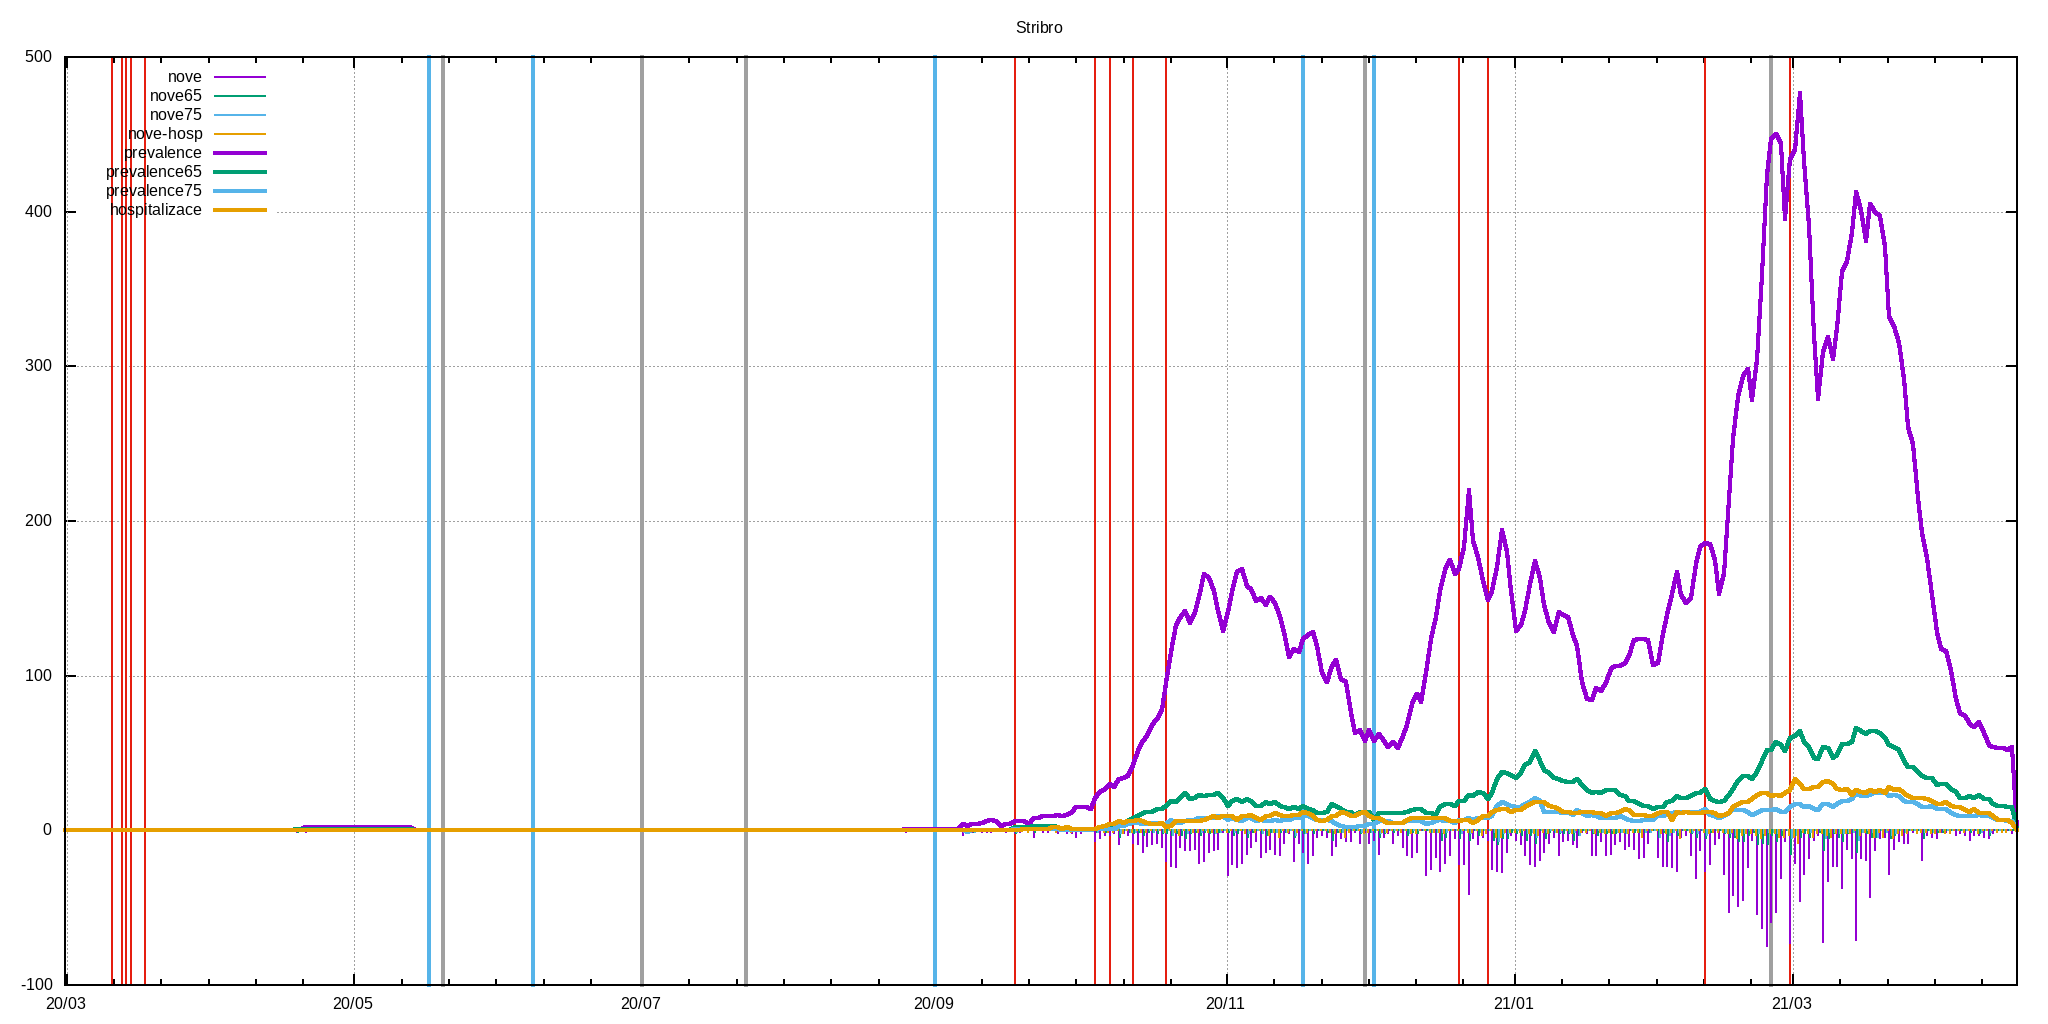 Stribro
500
400
300
200
100
0
-100
nove
nove65
nove75
nove-hosp
prevalence
prevalence65
prevalence75
hospitalizace
20/03
20/05
20/07
20/09
20/11
21/01
21/03